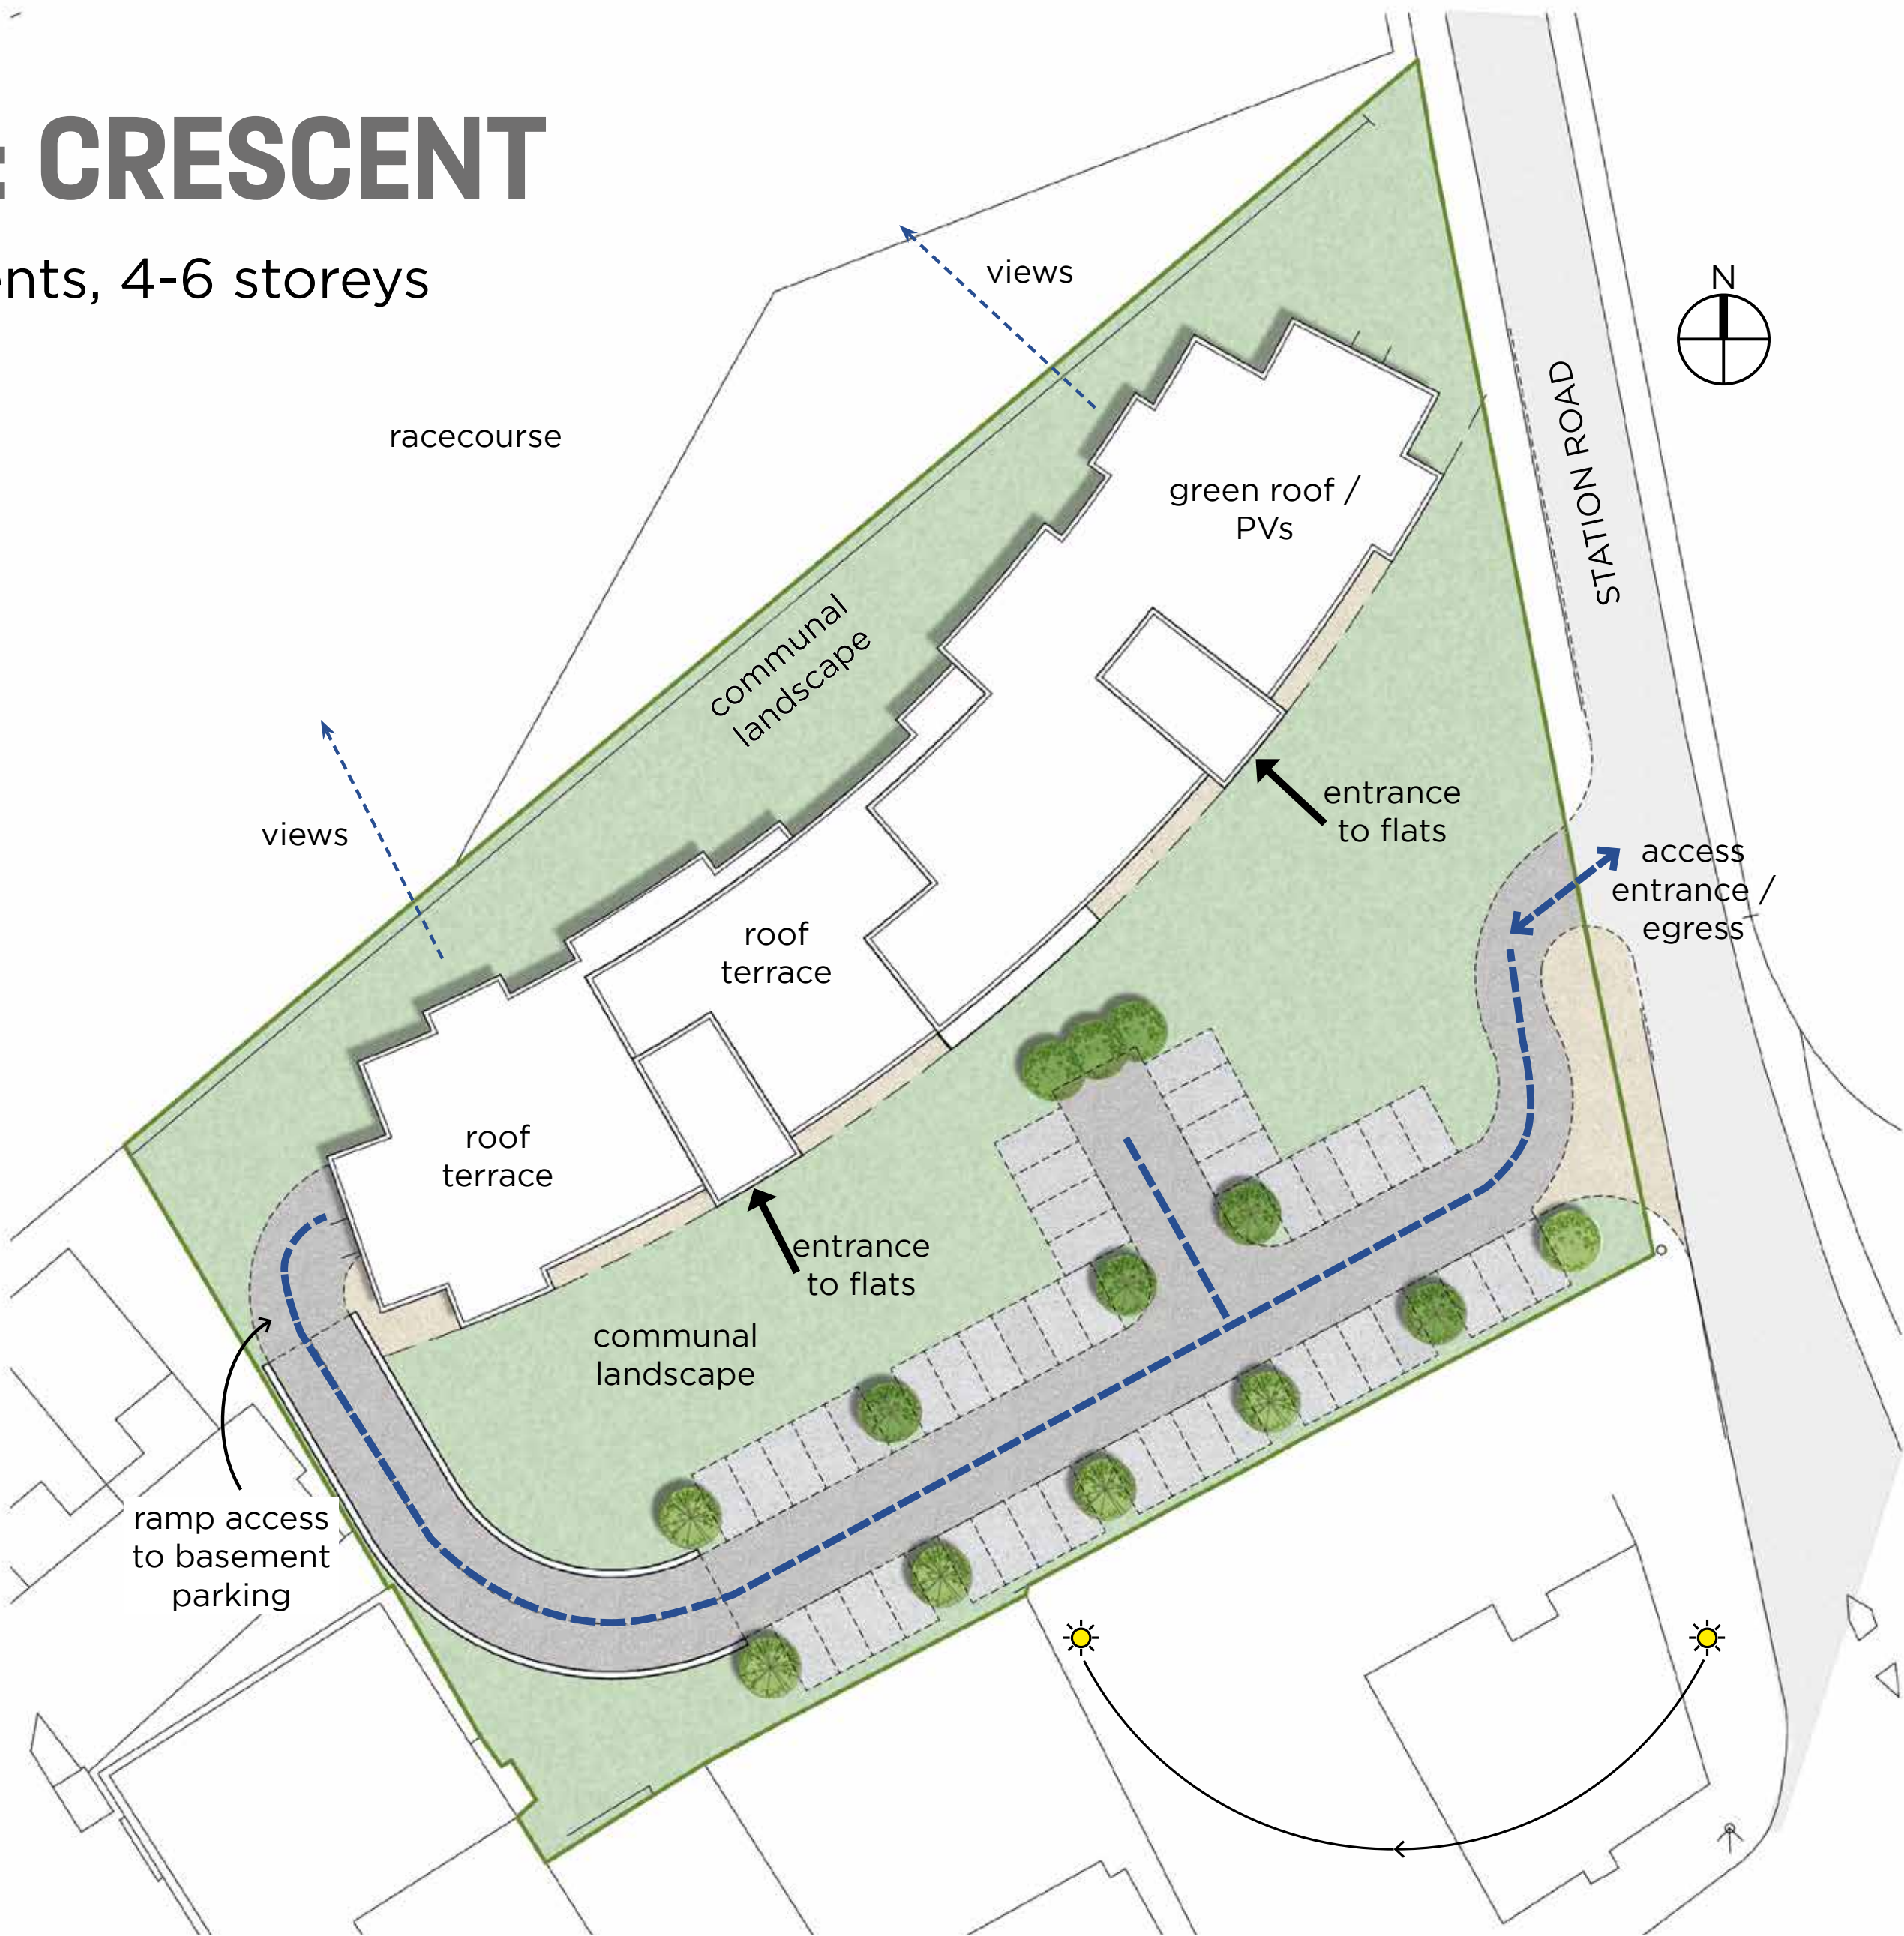 : CRESCENT
nts, 4-6 storeys
views
N
racecourse
STATION ROAD
green roof /
PVs
communal
landscape
views
entrance
to flats
access
entrance /
egress
roof
terrace
roof
terrace
entrance
to flats
communal
landscape
ramp access
to basement
parking